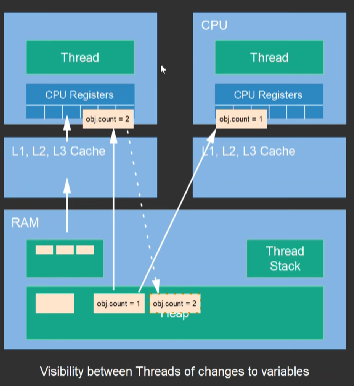 CPU
Thread
Thread
CPU Registers
CPU Registers
obj.count = 2
obj.count = 1
L1, L2, L3 Cache
L1, L2, L3 Cache
RAM
Thread
Stack
obj.count = 1
obj.count = 2
Heap
Visibility between Threads of changes to variables